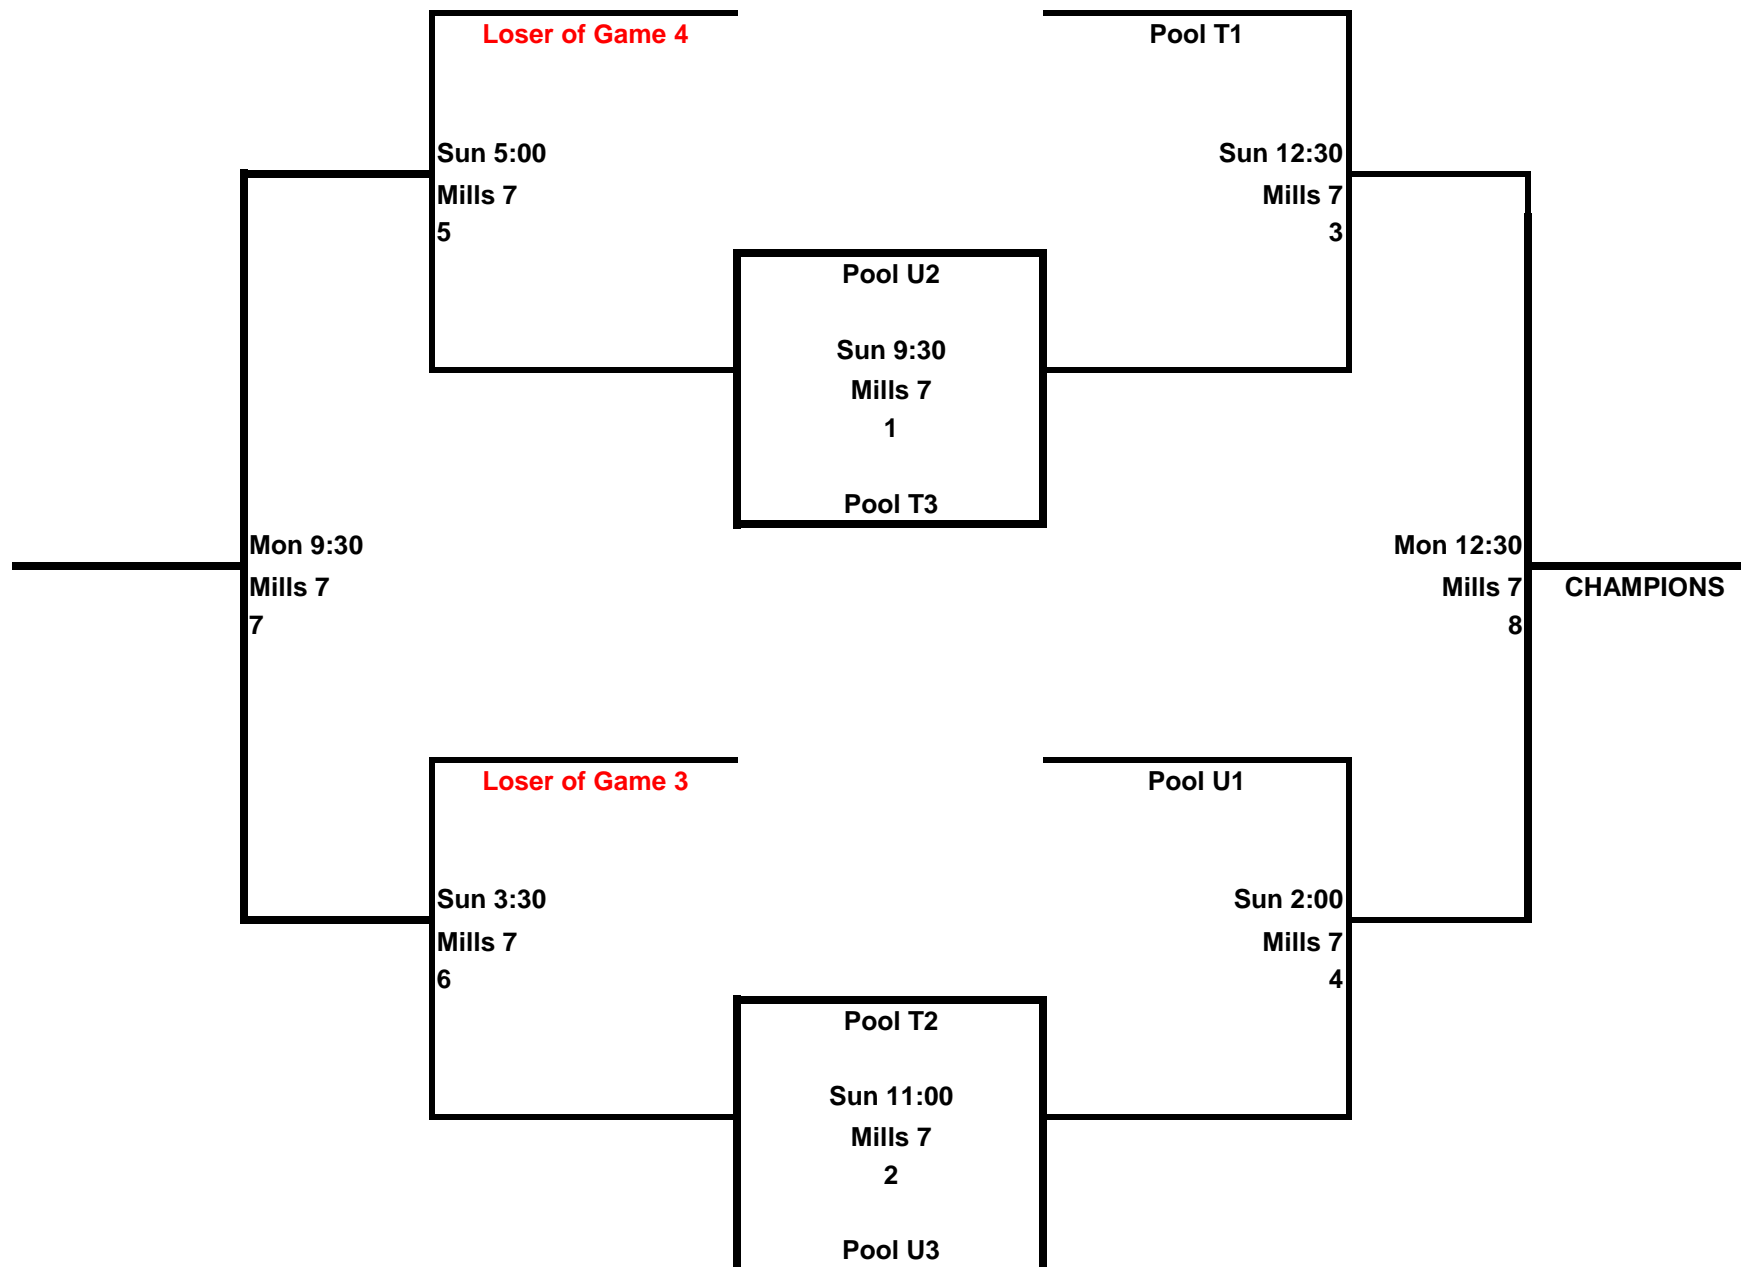 Loser of Game 4
Pool T1
Sun 5:00
Mills 7
5
Sun 12:30
Mills 7
3
Pool U2
Sun 9:30
Mills 7
1
Pool T3
Mon 9:30
Mills 7
7
Mon 12:30
Mills 7
8
CHAMPIONS
Loser of Game 3
Pool U1
Sun 3:30
Mills 7
6
Sun 2:00
Mills 7
4
Pool T2
Sun 11:00
Mills 7
2
Pool U3